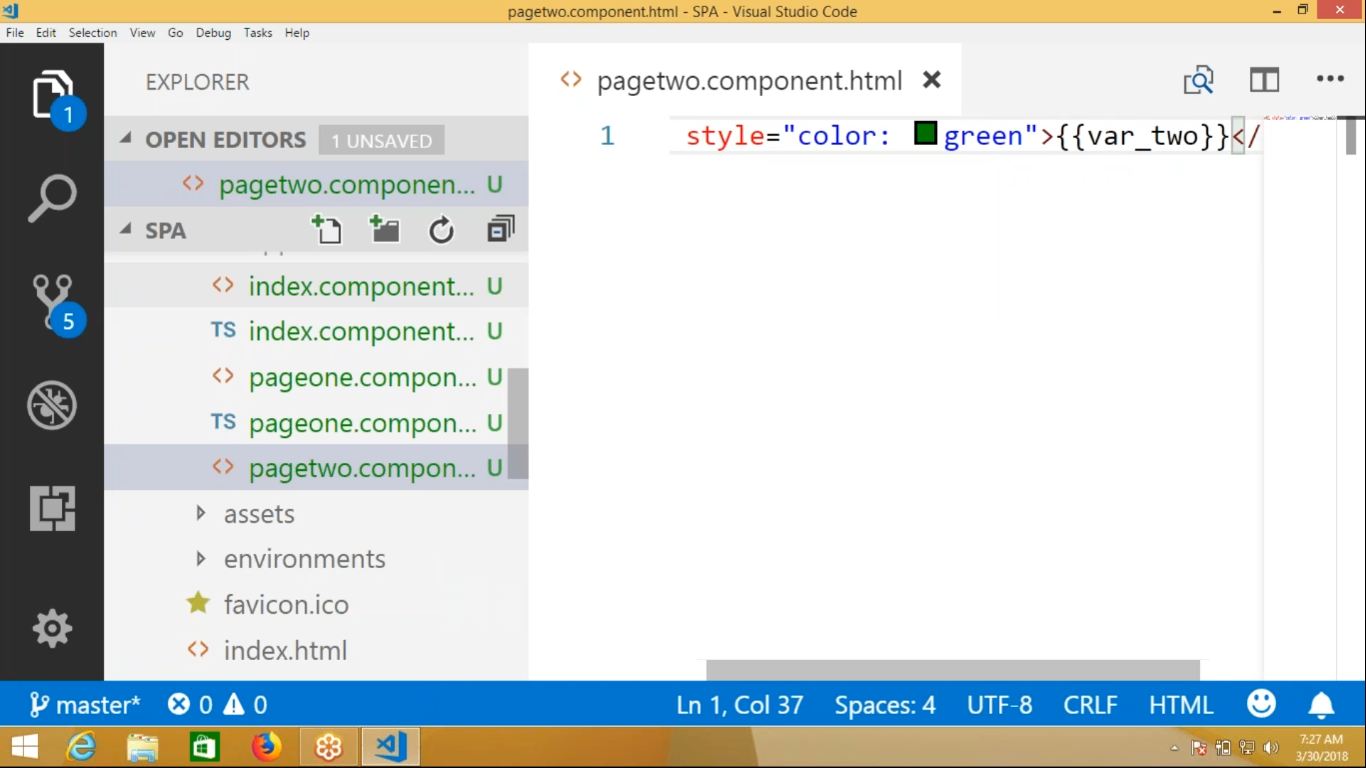 pagetwo.component.html - SPA - Visual Studio Code
File Edit Selection View Go Debug Tasks Help
EXPLORER
OPEN EDITORS 1 UNSAVED
pagetwo.componen... U
SPA
index.component... U
TS index.component... U
pageone.compon... U
TS pageone.compon... U
pagetwo.compon... U
assets
environments
favicon.ico
index.html
pagetwo.component.html
1 style="color: green">{{var_two}}</
1
5
master* 0 0 Ln 1, Col 37 Spaces: 4 UTF-8 CRLF HTML
7:27 AM
3/30/2018